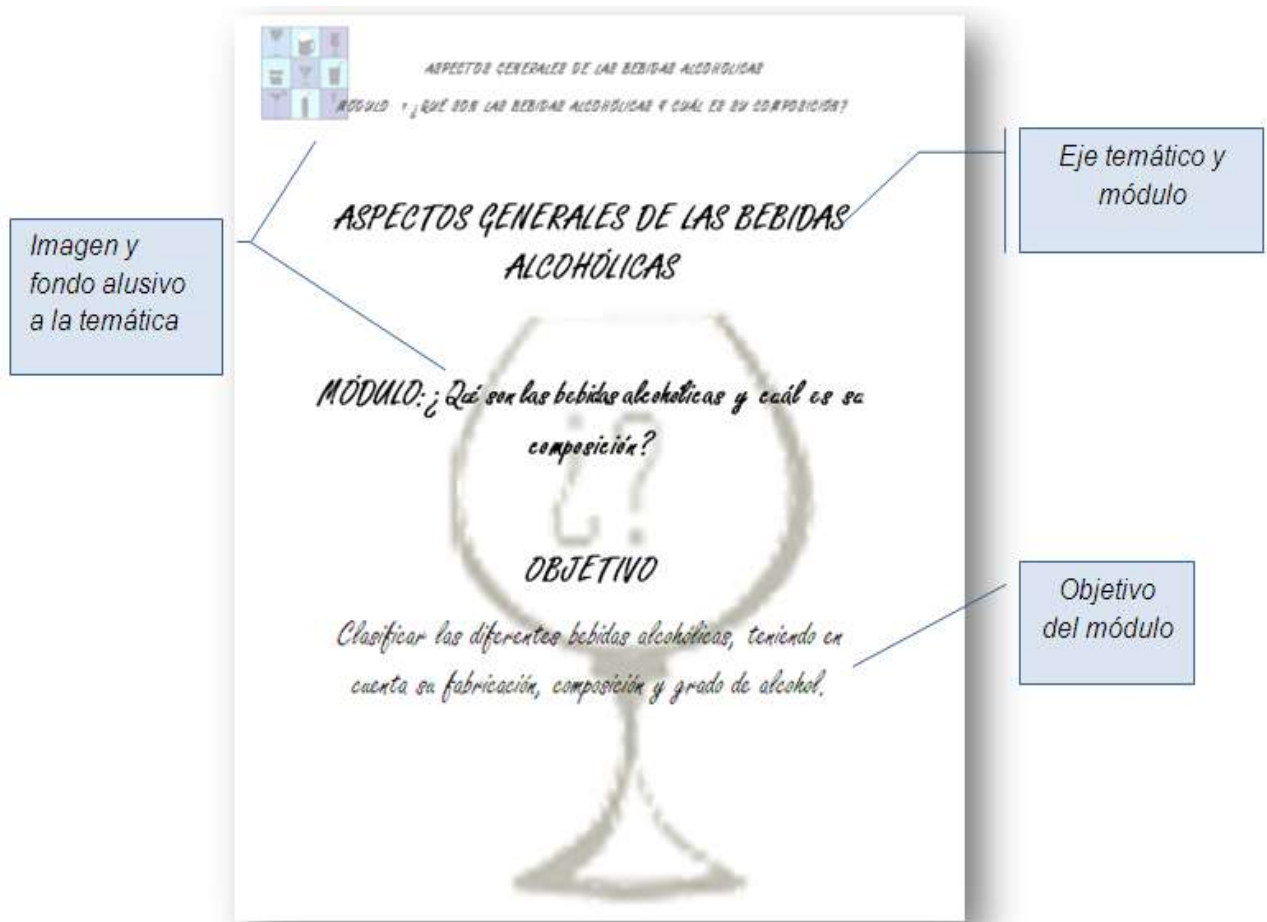 ASPECTOS GENERALES DE LAS BEBIDAS ALCOHOLICAS
MÓDULO 1 ¿QUÉ SON LAS BEBIDAS ALCOHÓLICAS Y CUÁL ES SU COMPOSICIÓN?
Eje temático y
módulo
ASPECTOS GENERALES DE LAS BEBIDAS
ALCOHÓLICAS
Imagen y
fondo alusivo
a la temática
MÓDULO: ¿Qué son las bebidas alcohólicas y cuál es su
composición?
¿?
OBJETIVO
Clasificar las diferentes bebidas alcohólicas, teniendo en
cuenta su fabricación, composición y grado de alcohol.
Objetivo
del módulo